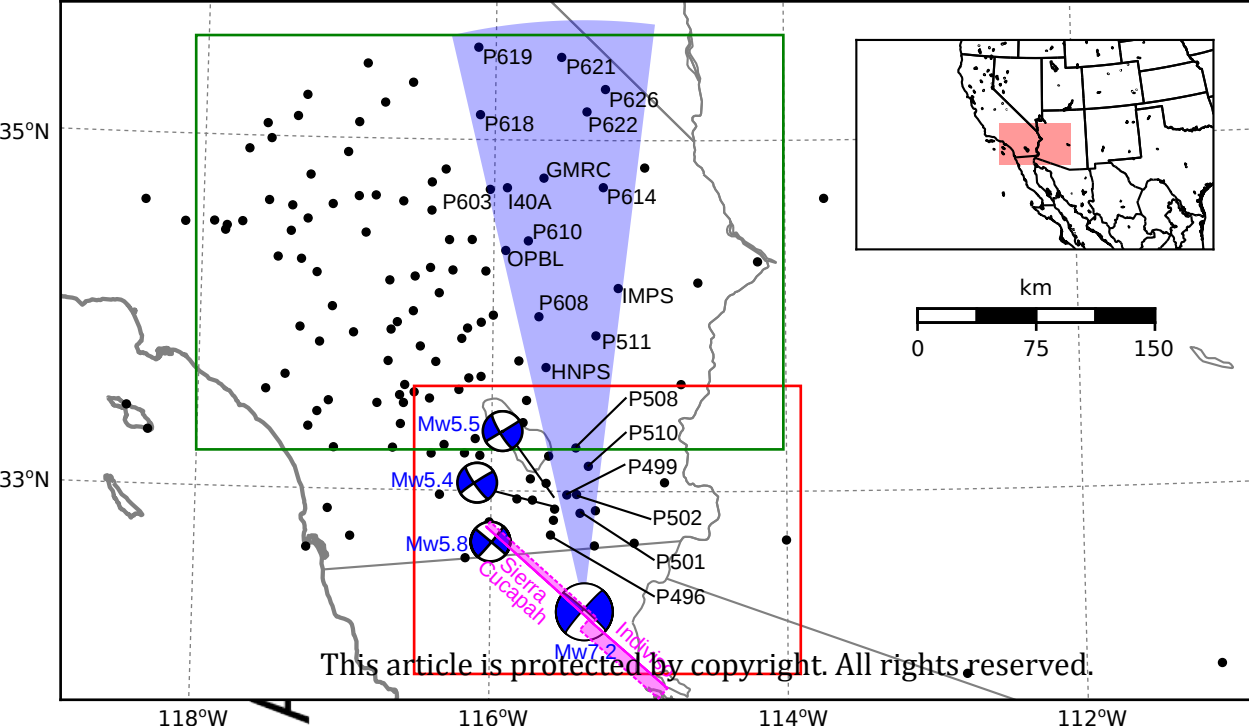 P619
P621
P626
P618
P622
35°N
GMRC
P603
I40A
P614
P610
OPBL
IMPS
P608
P511
HNPS
km
0
75
150
P508
Mw5.5
P510
P499
33°N
Mw5.4
P502
Mw5.8
P501
Sierra
Cucapah
P496
Indiviso
Mw7.2
This article is protected by copyright. All rights reserved.
118°W
116°W
114°W
112°W